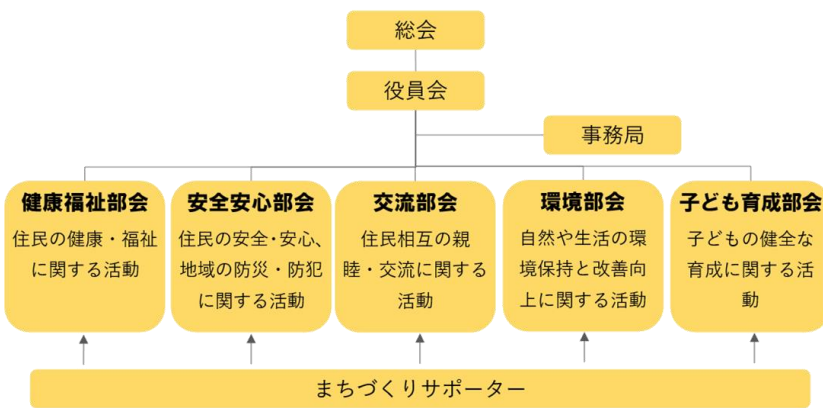 総会
役員会
事務局
健康福祉部会
住民の健康・福祉
に関する活動
安全安心部会
住民の安全・安心、
地域の防災・防犯
に関する活動
交流部会
住民相互の親
睦・交流に関する
活動
環境部会
自然や生活の環
境保持と改善向
上に関する活動
子ども育成部会
子どもの健全な
育成に関する活
動
まちづくりサポーター